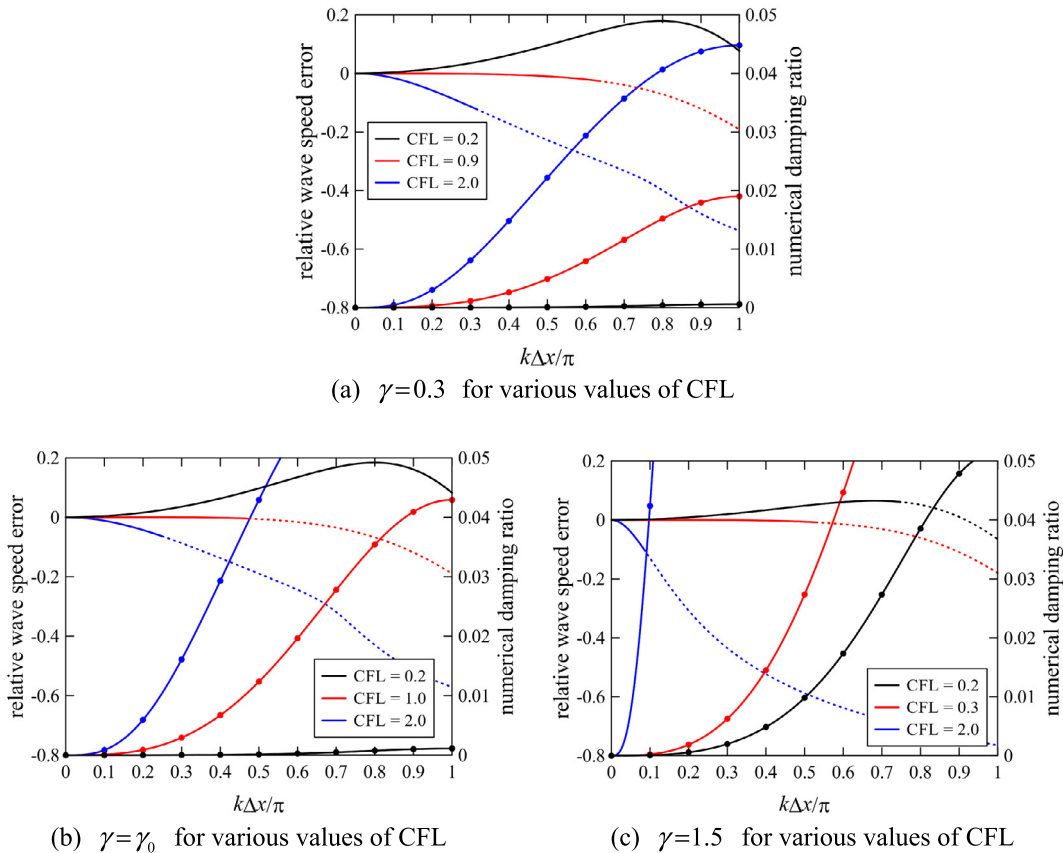 0.2
0
-0.2
-0.4
-0.6
-0.8
relative wave speed error
0.05
0.04
0.03
0.02
0.01
0
numerical damping ratio
CFL = 0.2
CFL = 0.9
CFL = 2.0
0 0.1 0.2 0.3 0.4 0.5 0.6 0.7 0.8 0.9 1
kΔx/π
(a) γ=0.3 for various values of CFL
0.2
0
-0.2
-0.4
-0.6
-0.8
relative wave speed error
0.05
0.04
0.03
0.02
0.01
0
numerical damping ratio
CFL = 0.2
CFL = 1.0
CFL = 2.0
0 0.1 0.2 0.3 0.4 0.5 0.6 0.7 0.8 0.9 1
kΔx/π
(b) γ=γ₀ for various values of CFL
0.2
0
-0.2
-0.4
-0.6
-0.8
relative wave speed error
0.05
0.04
0.03
0.02
0.01
0
numerical damping ratio
CFL = 0.2
CFL = 0.3
CFL = 2.0
0 0.1 0.2 0.3 0.4 0.5 0.6 0.7 0.8 0.9 1
kΔx/π
(c) γ=1.5 for various values of CFL